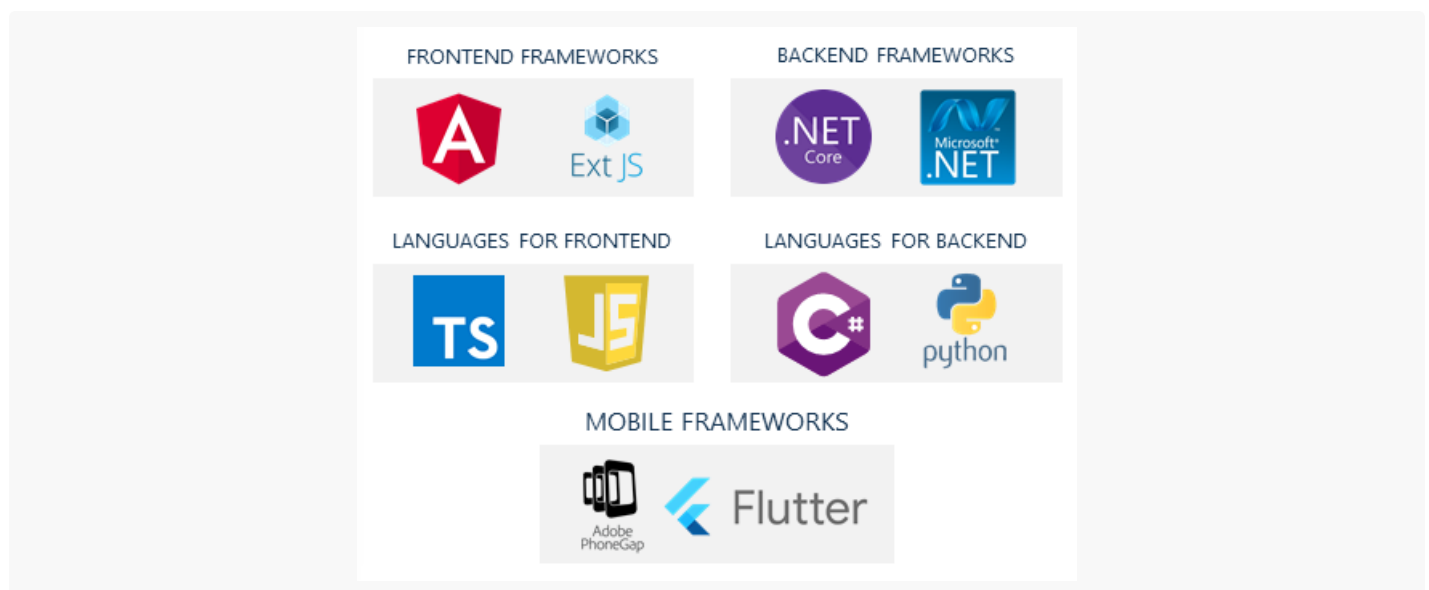 FRONTEND FRAMEWORKS
BACKEND FRAMEWORKS
A
Ext JS
.NET
Core
Microsoft®
.NET
LANGUAGES FOR FRONTEND
LANGUAGES FOR BACKEND
TS
JS
C#
python
MOBILE FRAMEWORKS
Adobe
PhoneGap
Flutter